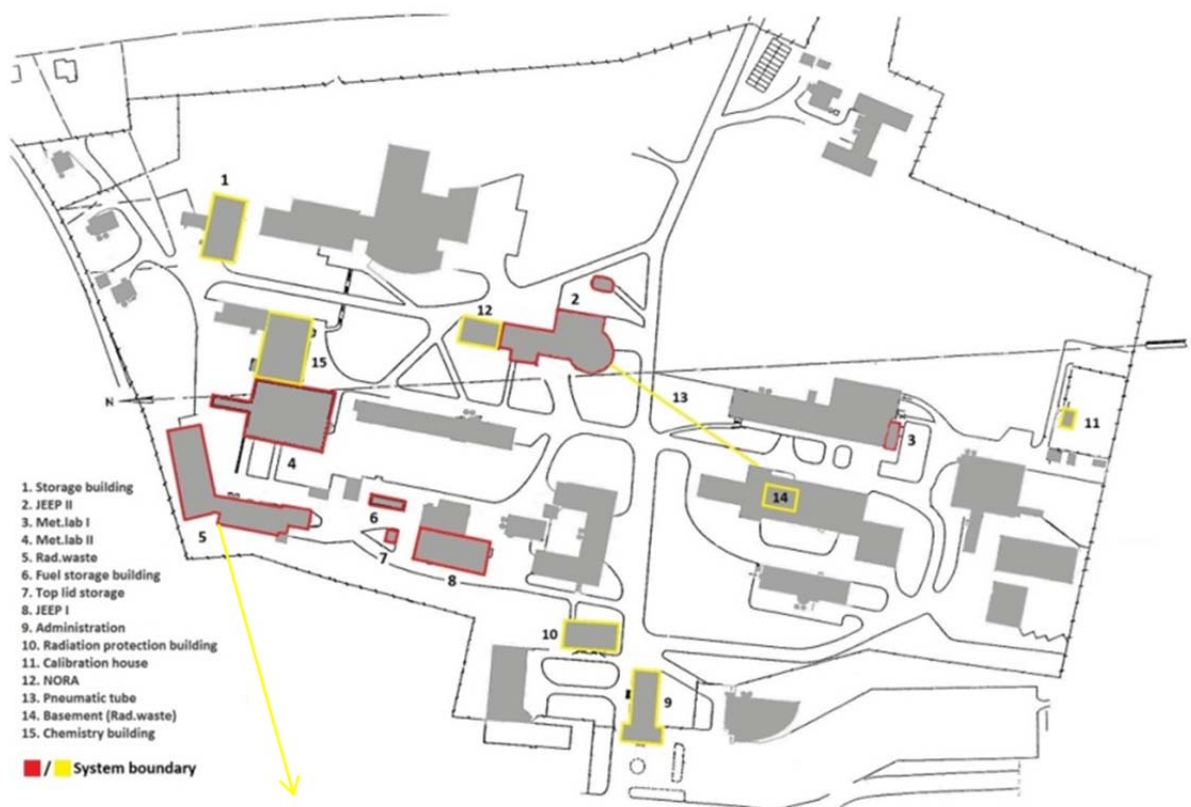 1
2
12
15
N
13
11
3
4
14
6
5
7
8
10
9
1. Storage building
2. JEEP II
3. Met.lab I
4. Met.lab II
5. Rad.waste
6. Fuel storage building
7. Top lid storage
8. JEEP I
9. Administration
10. Radiation protection building
11. Calibration house
12. NORA
13. Pneumatic tube
14. Basement (Rad.waste)
15. Chemistry building
/ System boundary